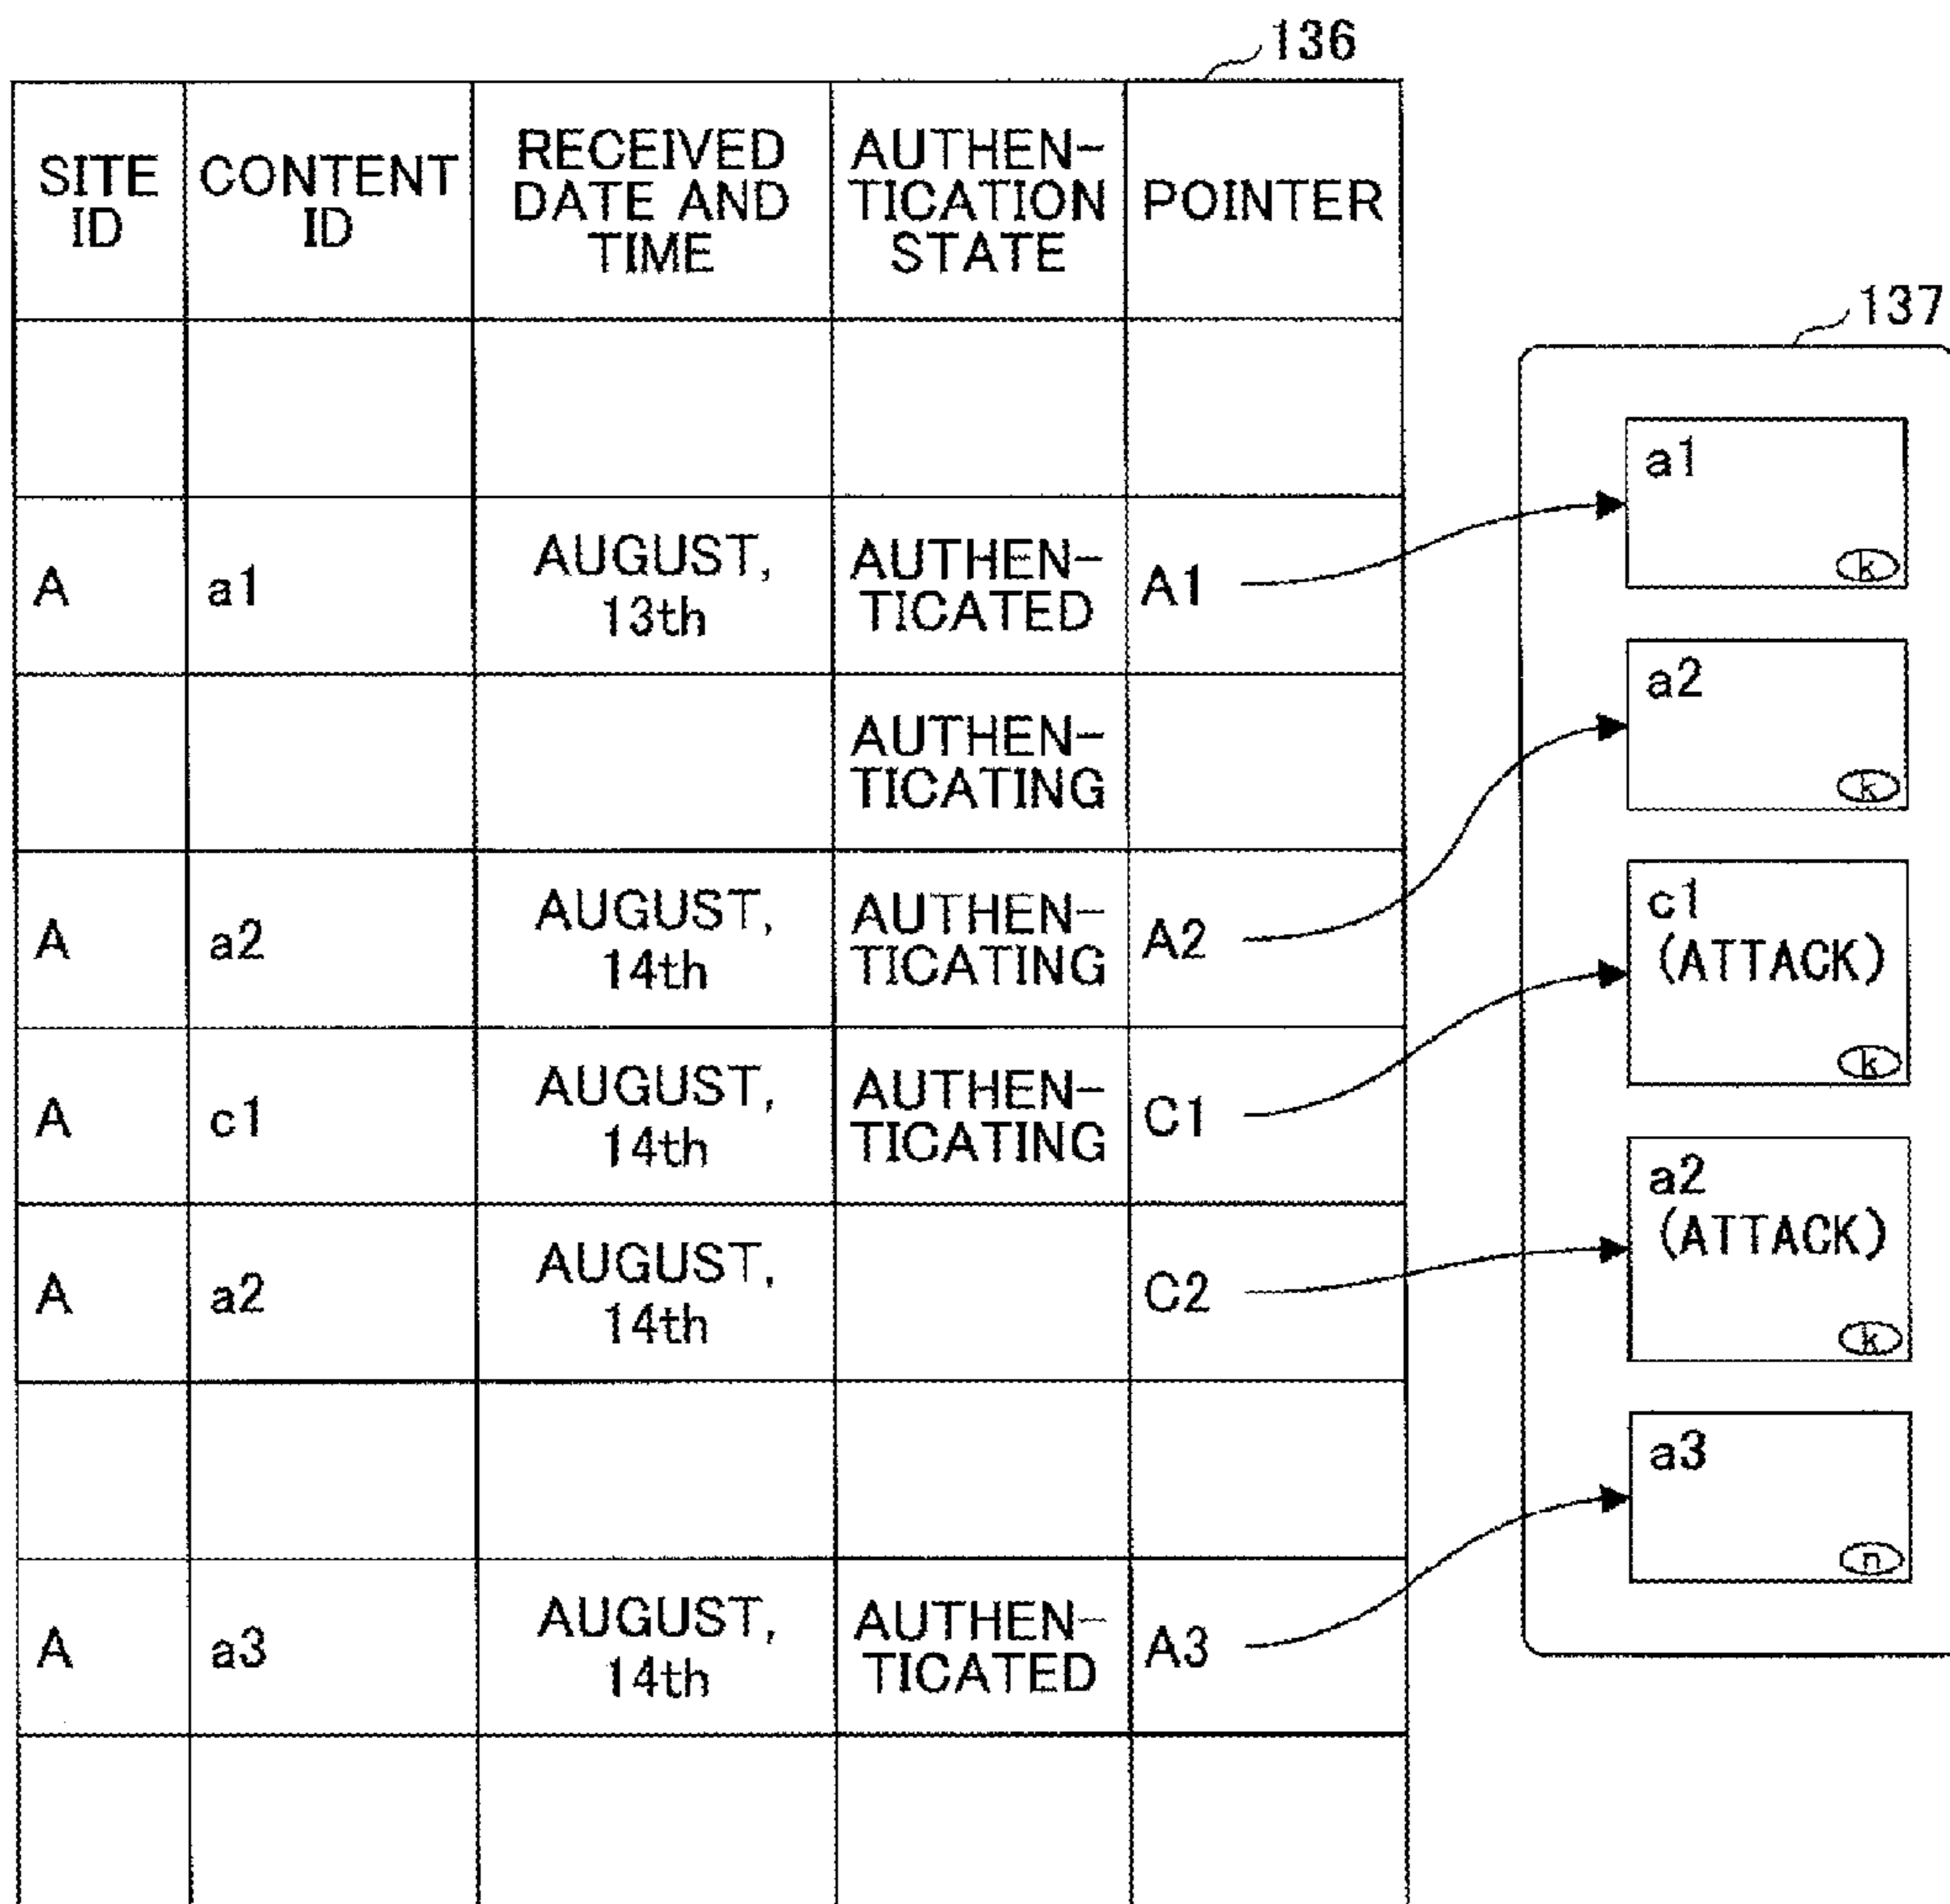 136
SITE ID
CONTENT ID
RECEIVED DATE AND TIME
AUTHEN-TICATION STATE
POINTER
137
A
a1
AUGUST, 13th
AUTHEN-TICATED
A1
AUTHEN-TICATING
A
a2
AUGUST, 14th
AUTHEN-TICATING
A2
A
c1
AUGUST, 14th
AUTHEN-TICATING
C1
A
a2
AUGUST, 14th
C2
A
a3
AUGUST, 14th
AUTHEN-TICATED
A3
a1
k
a2
k
c1
(ATTACK)
k
a2
(ATTACK)
k
a3
n